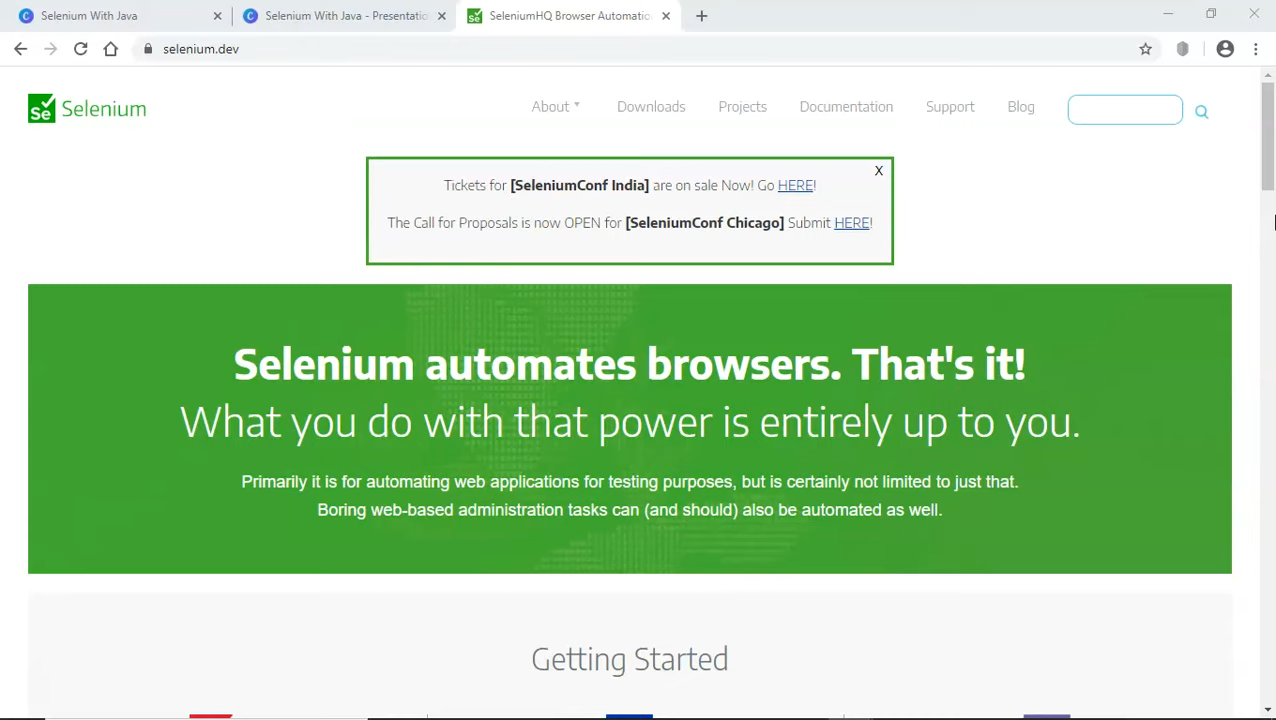 Selenium With Java
Selenium With Java - Presentatio
SeleniumHQ Browser Automatio
selenium.dev
Se Selenium
About
Downloads
Projects
Documentation
Support
Blog
X
Tickets for [SeleniumConf India] are on sale Now! Go HERE!
The Call for Proposals is now OPEN for [SeleniumConf Chicago] Submit HERE!
Selenium automates browsers. That's it!
What you do with that power is entirely up to you.
Primarily it is for automating web applications for testing purposes, but is certainly not limited to just that.
Boring web-based administration tasks can (and should) also be automated as well.
Getting Started